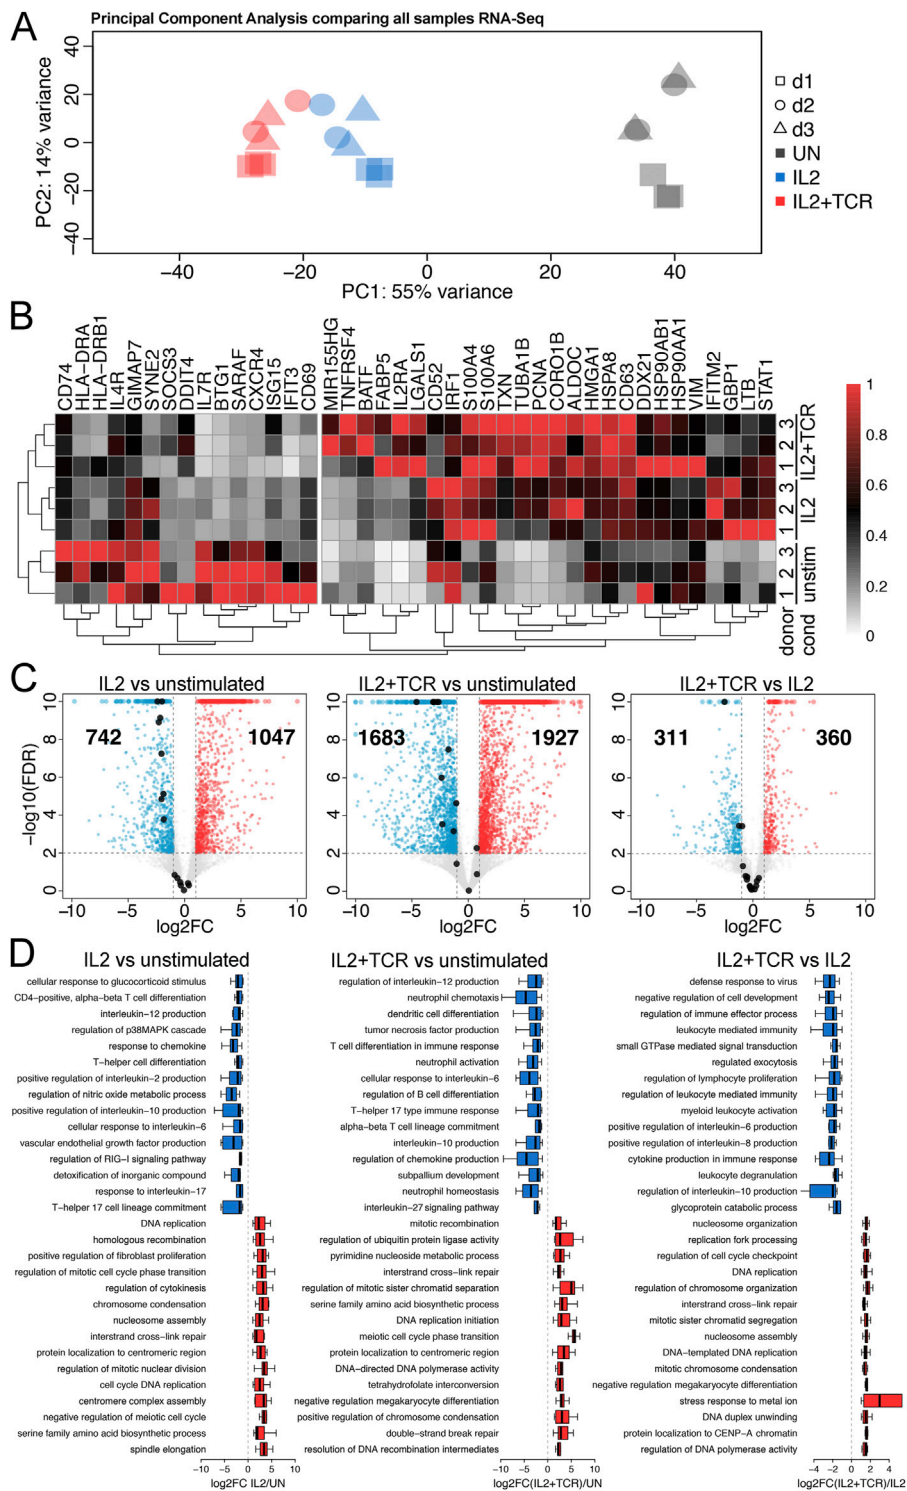 A
Principal Component Analysis comparing all samples RNA-Seq
PC2: 14% variance
40
20
0
−20
−40
−40
−20
0
20
40
PC1: 55% variance
d1
d2
d3
UN
IL2
IL2+TCR
B
CD74
HLA-DRA
HLA-DRB1
IL4R
GIMAP7
SYNE2
SOCS3
DDIT4
IL7R
BTG1
SARAF
CXCR4
ISG15
IFIT3
CD69
MIR155HG
TNFRSF4
BATF
FABP5
IL2RA
LGALS1
CD52
IRF1
S100A4
S100A6
TXN
TUBA1B
PCNA
CORO1B
ALDOC
HMGA1
HSPA8
CD63
DDX21
HSP90AB1
HSP90AA1
VIM
IFITM2
GBP1
LTB
STAT1
1 2 3
IL2+TCR
1 2 3
IL2
1 2 3
unstim
donor
cond
1
0.8
0.6
0.4
0.2
0
C
IL2 vs unstimulated
742
1047
−log10(FDR)
10
8
6
4
2
0
−10 −5 0 5 10
log2FC
IL2+TCR vs unstimulated
1683
1927
10
8
6
4
2
0
−10 −5 0 5 10
log2FC
IL2+TCR vs IL2
311
360
10
8
6
4
2
0
−10 −5 0 5 10
log2FC
D
IL2 vs unstimulated
cellular response to glucocorticoid stimulus
CD4−positive, alpha−beta T cell differentiation
interleukin−12 production
regulation of p38MAPK cascade
response to chemokine
T−helper cell differentiation
positive regulation of interleukin−2 production
regulation of nitric oxide metabolic process
positive regulation of interleukin−10 production
cellular response to interleukin−6
vascular endothelial growth factor production
regulation of RIG−I signaling pathway
detoxification of inorganic compound
response to interleukin−17
T−helper 17 cell lineage commitment
DNA replication
homologous recombination
positive regulation of fibroblast proliferation
regulation of mitotic cell cycle phase transition
regulation of cytokinesis
chromosome condensation
nucleosome assembly
interstrand cross−link repair
protein localization to centromeric region
regulation of mitotic nuclear division
cell cycle DNA replication
centromere complex assembly
negative regulation of meiotic cell cycle
serine family amino acid biosynthetic process
spindle elongation
−10 −5 0 5 10
log2FC IL2/UN
IL2+TCR vs unstimulated
regulation of interleukin−12 production
neutrophil chemotaxis
dendritic cell differentiation
tumor necrosis factor production
T cell differentiation in immune response
neutrophil activation
cellular response to interleukin−6
regulation of B cell differentiation
T−helper 17 type immune response
alpha−beta T cell lineage commitment
interleukin−10 production
regulation of chemokine production
subpallium development
neutrophil homeostasis
interleukin−27 signaling pathway
mitotic recombination
regulation of ubiquitin protein ligase activity
pyrimidine nucleoside metabolic process
interstrand cross−link repair
regulation of mitotic sister chromatid separation
serine family amino acid biosynthetic process
DNA replication initiation
meiotic cell cycle phase transition
protein localization to centromeric region
DNA−directed DNA polymerase activity
tetrahydrofolate interconversion
negative regulation megakaryocyte differentiation
positive regulation of chromosome condensation
double−strand break repair
resolution of DNA recombination intermediates
−10 −5 0 5 10
log2FC(IL2+TCR)/UN
IL2+TCR vs IL2
defense response to virus
negative regulation of cell development
regulation of immune effector process
leukocyte mediated immunity
small GTPase mediated signal transduction
regulated exocytosis
regulation of lymphocyte proliferation
regulation of leukocyte mediated immunity
myeloid leukocyte activation
positive regulation of interleukin−6 production
positive regulation of interleukin−8 production
cytokine production in immune response
leukocyte degranulation
regulation of interleukin−10 production
glycoprotein catabolic process
nucleosome organization
replication fork processing
regulation of cell cycle checkpoint
DNA replication
regulation of chromosome organization
interstrand cross−link repair
mitotic sister chromatid segregation
nucleosome assembly
DNA−templated DNA replication
mitotic chromosome condensation
negative regulation megakaryocyte differentiation
stress response to metal ion
DNA duplex unwinding
protein localization to CENP−A chromatin
regulation of DNA polymerase activity
−4 −2 0 2 4
log2FC(IL2+TCR)/IL2